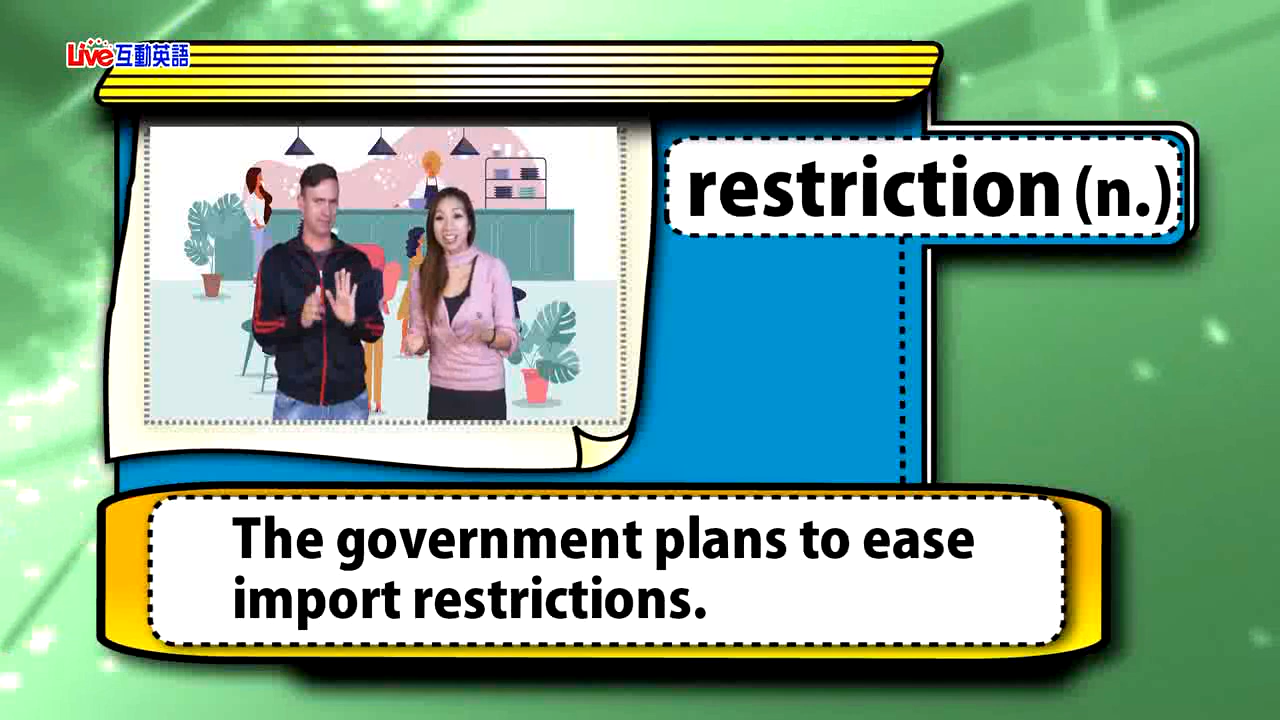 Live互動英語
restriction (n.)
The government plans to ease
import restrictions.